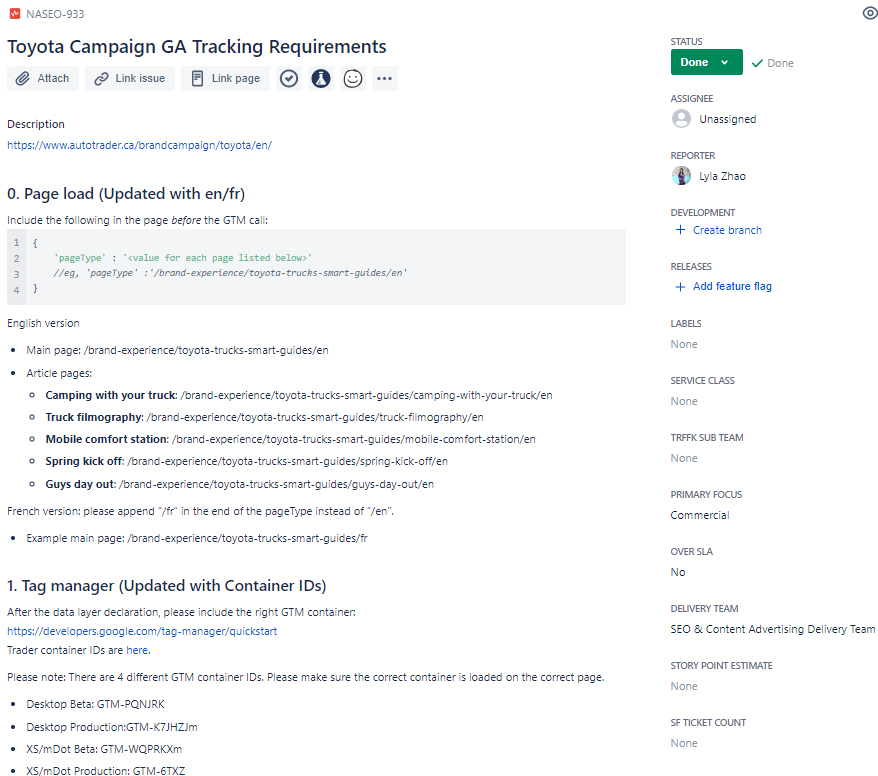 NASEO-933
Toyota Campaign GA Tracking Requirements
Attach
Link issue
Link page
Description
https://www.autotrader.ca/brandcampaign/toyota/en/
0. Page load (Updated with en/fr)
Include the following in the page before the GTM call:
1 {
2 'pageType' : '<value for each page listed below>'
3 //eg, 'pageType' :'/brand-experience/toyota-trucks-smart-guides/en'
4 }
English version
• Main page: /brand-experience/toyota-trucks-smart-guides/en
• Article pages:
Camping with your truck: /brand-experience/toyota-trucks-smart-guides/camping-with-your-truck/en
Truck filmography: /brand-experience/toyota-trucks-smart-guides/truck-filmography/en
Mobile comfort station: /brand-experience/toyota-trucks-smart-guides/mobile-comfort-station/en
Spring kick off: /brand-experience/toyota-trucks-smart-guides/spring-kick-off/en
Guys day out: /brand-experience/toyota-trucks-smart-guides/guys-day-out/en
French version: please append "/fr" in the end of the pageType instead of "/en".
• Example main page: /brand-experience/toyota-trucks-smart-guides/fr
1. Tag manager (Updated with Container IDs)
After the data layer declaration, please include the right GTM container:
https://developers.google.com/tag-manager/quickstart
Trader container IDs are here.
Please note: There are 4 different GTM container IDs. Please make sure the correct container is loaded on the correct page.
• Desktop Beta: GTM-PQNJRK
• Desktop Production:GTM-K7JHZJm
• XS/mDot Beta: GTM-WQPRKXm
• XS/mDot Production: GTM-6TXZ
STATUS
Done
Done
ASSIGNEE
Unassigned
REPORTER
Lyla Zhao
DEVELOPMENT
+ Create branch
RELEASES
+ Add feature flag
LABELS
None
SERVICE CLASS
None
TRFFK SUB TEAM
None
PRIMARY FOCUS
Commercial
OVER SLA
No
DELIVERY TEAM
SEO & Content Advertising Delivery Team
STORY POINT ESTIMATE
None
SF TICKET COUNT
None